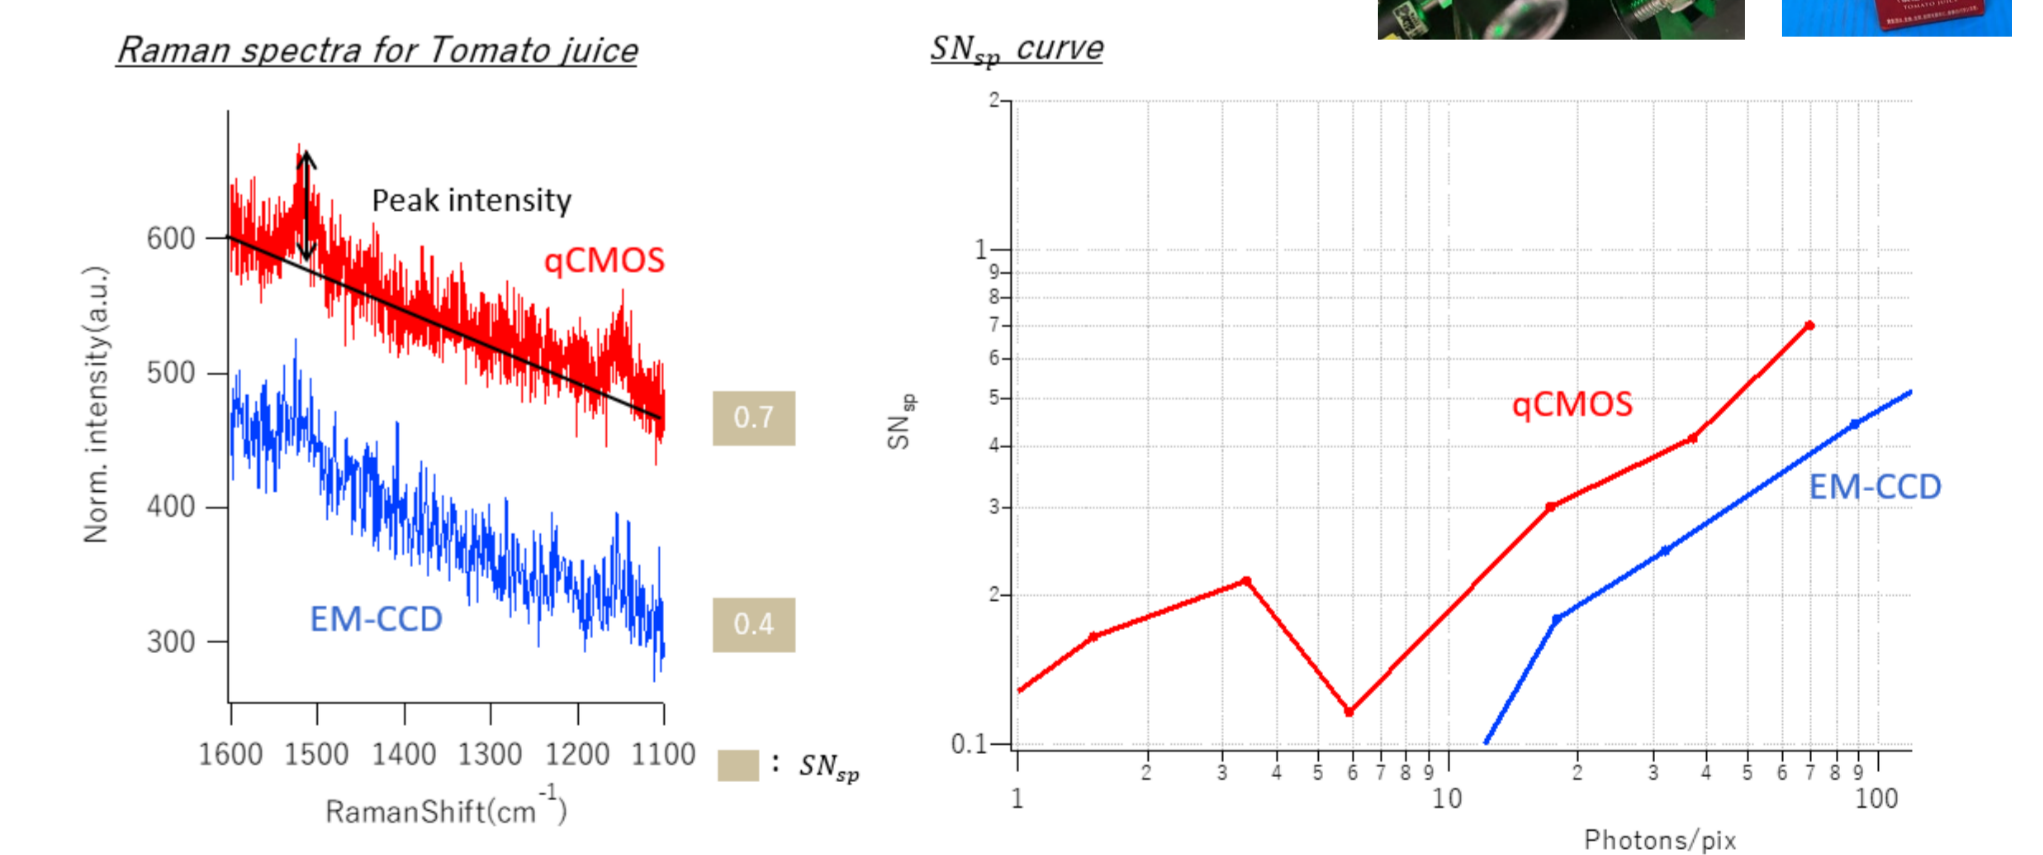 TOMATO JUICE
Raman spectra for Tomato juice
SNsp curve
Norm. intensity(a.u.)
600
500
400
300
Peak intensity
qCMOS
EM-CCD
1600 1500 1400 1300 1200 1100
RamanShift(cm-1)
0.7
0.4
: SNsp
SNsp
2
1
9
8
7
6
5
4
3
2
0.1
qCMOS
EM-CCD
2 3 4 5 6 7 8 9 2 3 4 5 6 7 8 9
1 10 100
Photons/pix